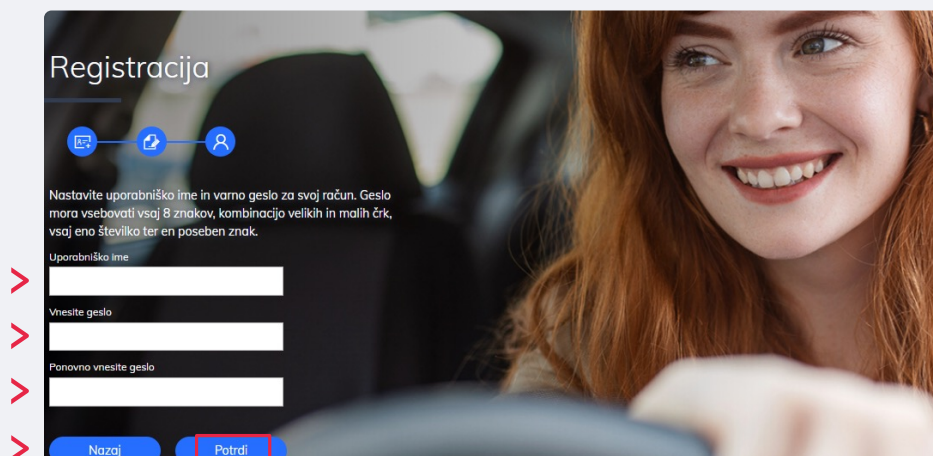 Registracija
Nastavite uporabniško ime in varno geslo za svoj račun. Geslo
mora vsebovati vsaj 8 znakov, kombinacijo velikih in malih črk,
vsaj eno številko ter en poseben znak.
Uporabniško ime
Vnesite geslo
Ponovno vnesite geslo
Nazaj Potrdi